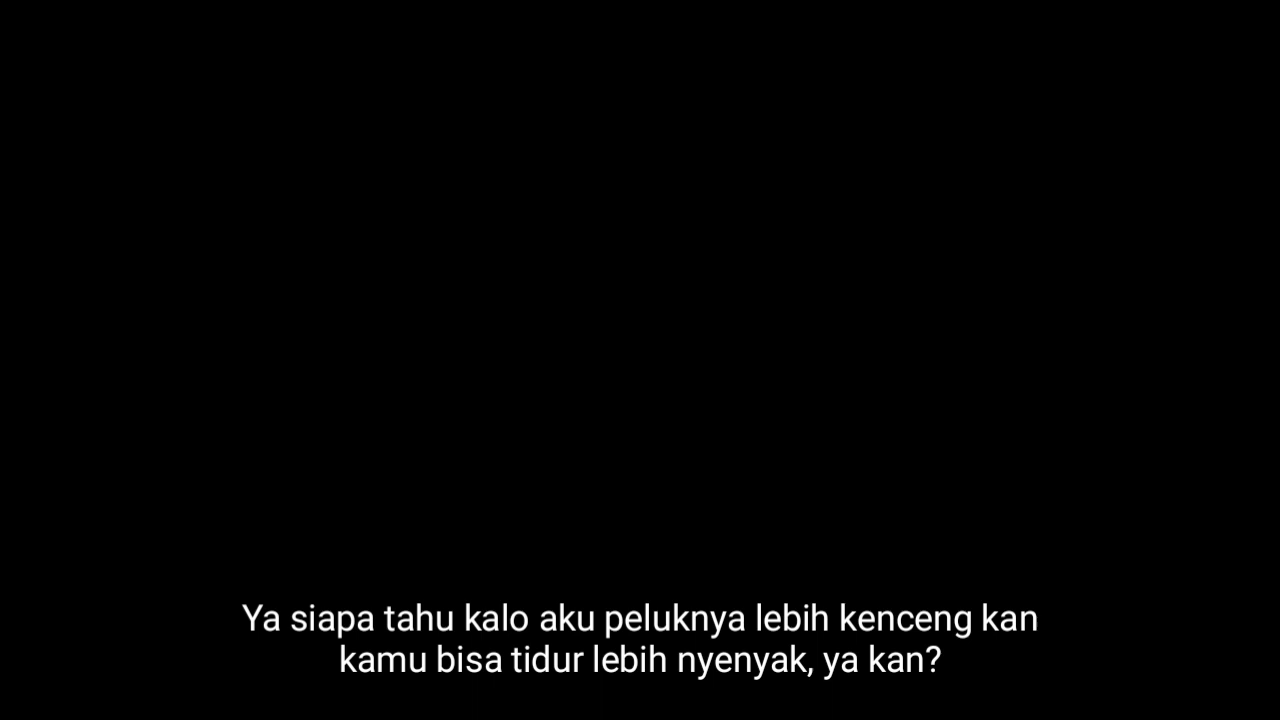 Ya siapa tahu kalo aku peluknya lebih kenceng kan
kamu bisa tidur lebih nyenyak, ya kan?